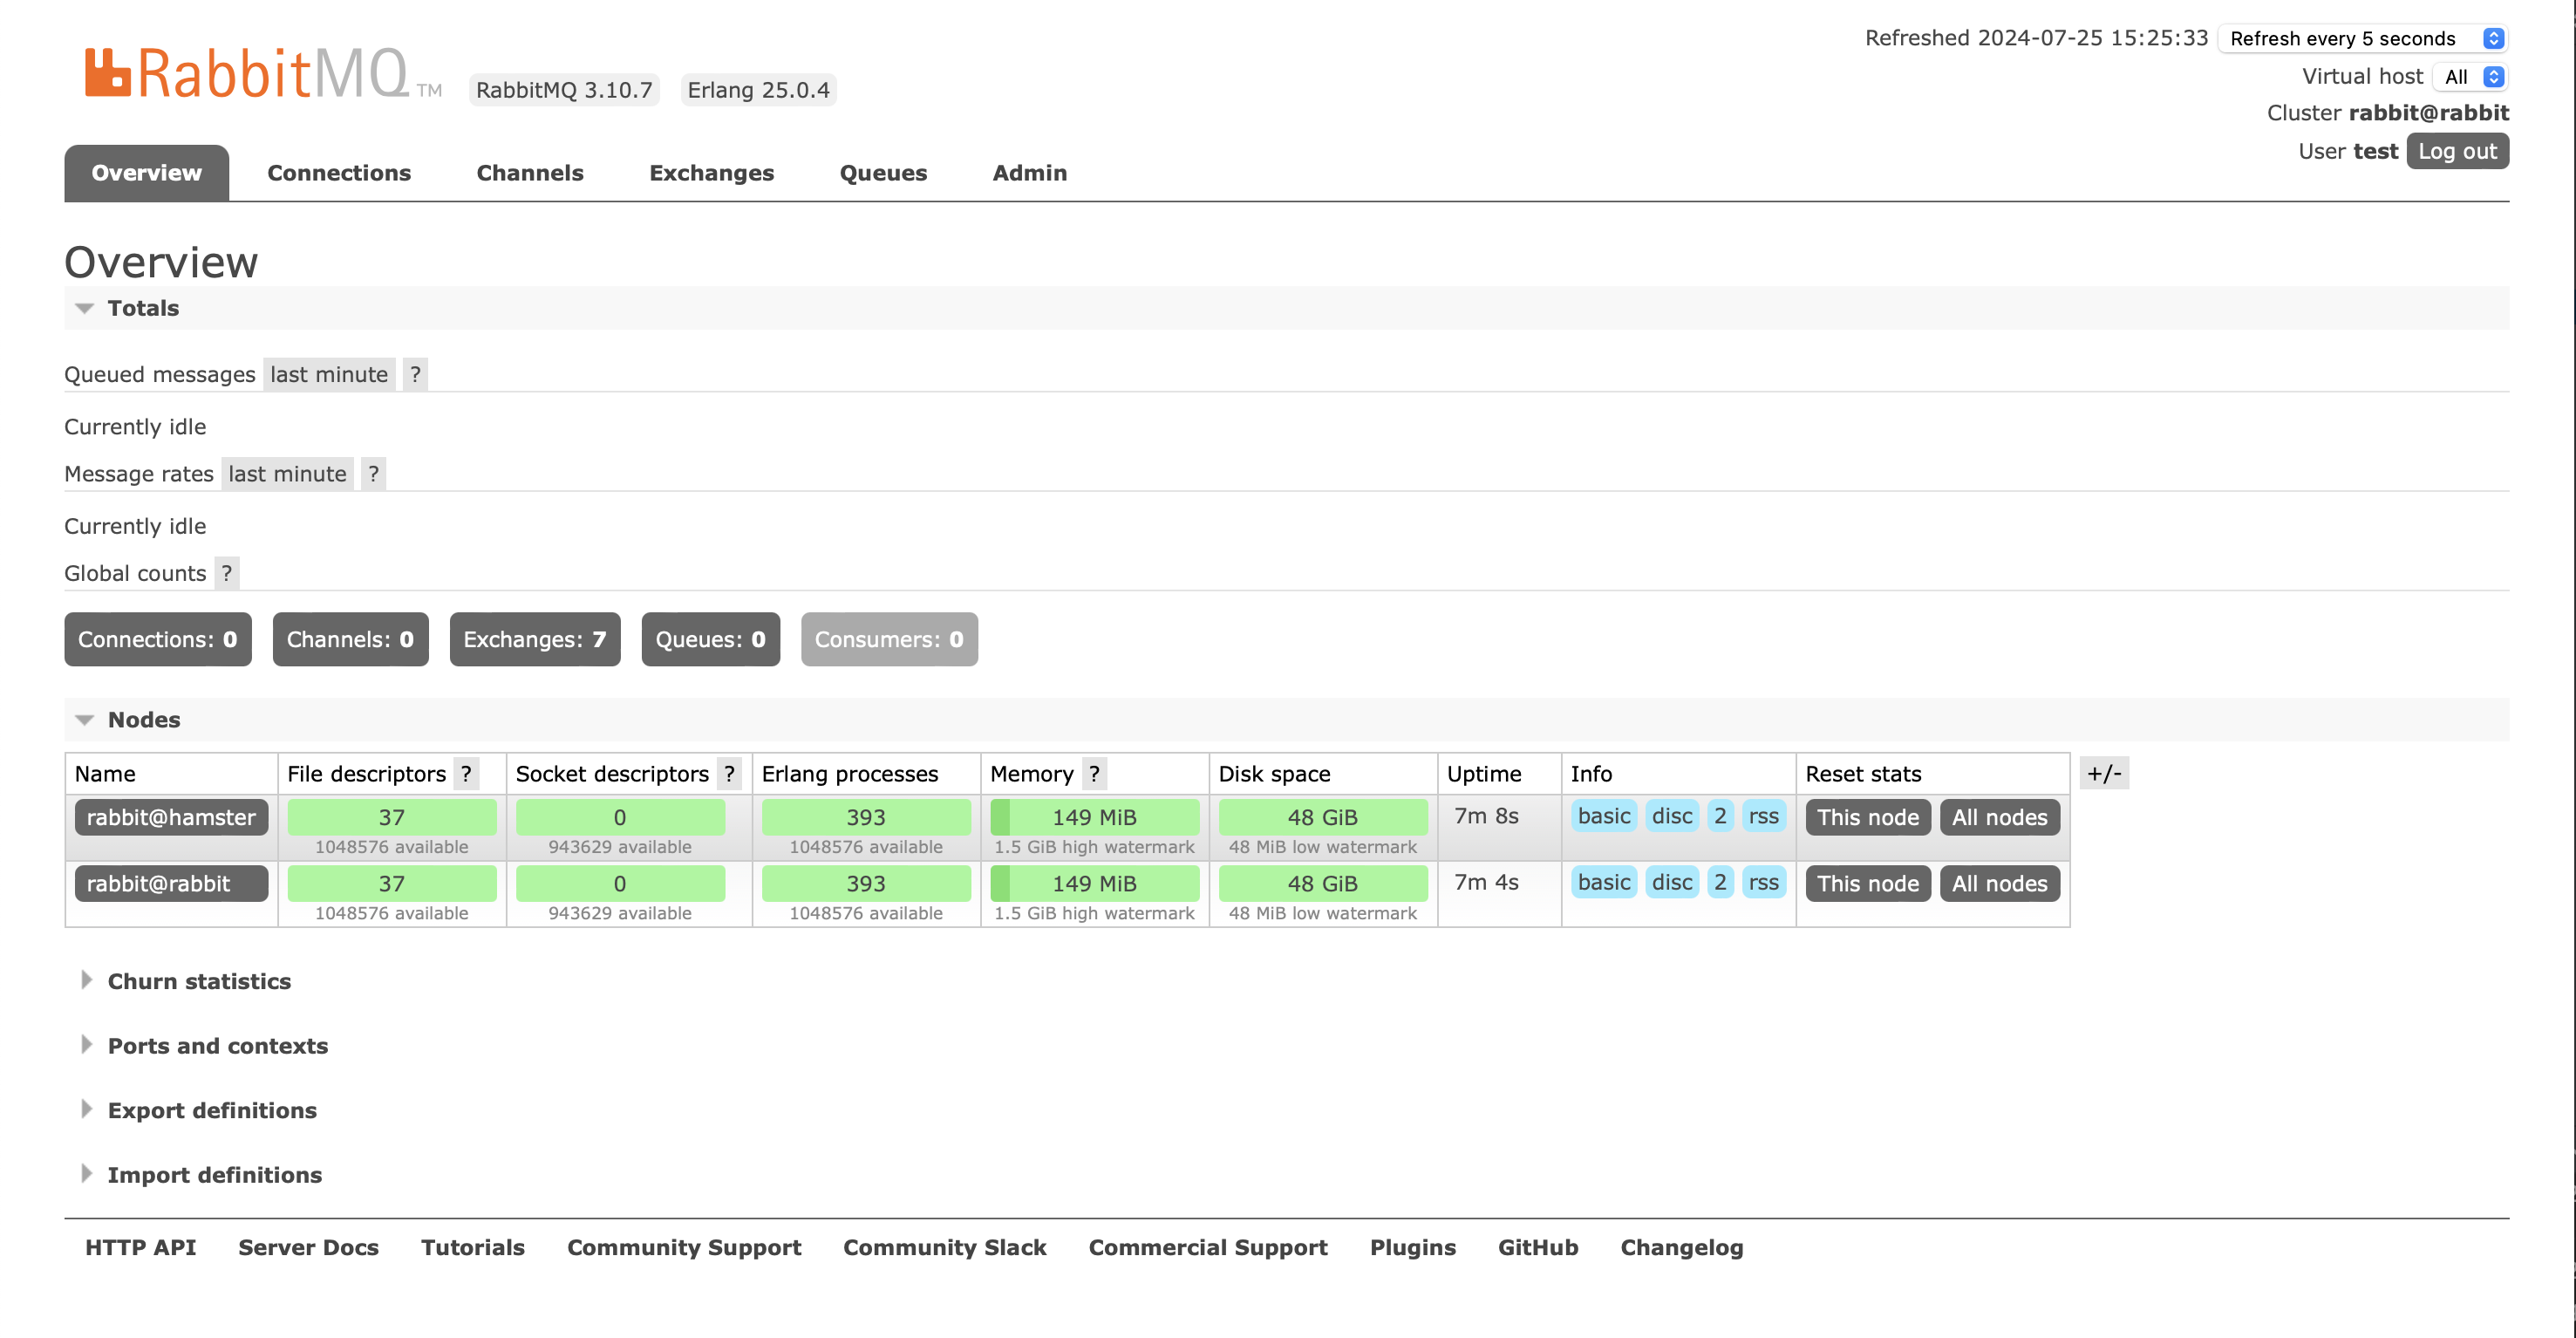 RabbitMQ TM RabbitMQ 3.10.7 Erlang 25.0.4
Refreshed 2024-07-25 15:25:33 Refresh every 5 seconds
Virtual host All
Cluster rabbit@rabbit
User test Log out
Overview Connections Channels Exchanges Queues Admin
Overview
Totals
Queued messages last minute ?
Currently idle
Message rates last minute ?
Currently idle
Global counts ?
Connections: 0 Channels: 0 Exchanges: 7 Queues: 0 Consumers: 0
Nodes
Name File descriptors ? Socket descriptors ? Erlang processes Memory ? Disk space Uptime Info Reset stats +/-
rabbit@hamster 37 0 393 149 MiB 48 GiB 7m 8s basic disc 2 rss This node All nodes
1048576 available 943629 available 1048576 available 1.5 GiB high watermark 48 MiB low watermark
rabbit@rabbit 37 0 393 149 MiB 48 GiB 7m 4s basic disc 2 rss This node All nodes
1048576 available 943629 available 1048576 available 1.5 GiB high watermark 48 MiB low watermark
Churn statistics
Ports and contexts
Export definitions
Import definitions
HTTP API Server Docs Tutorials Community Support Community Slack Commercial Support Plugins GitHub Changelog